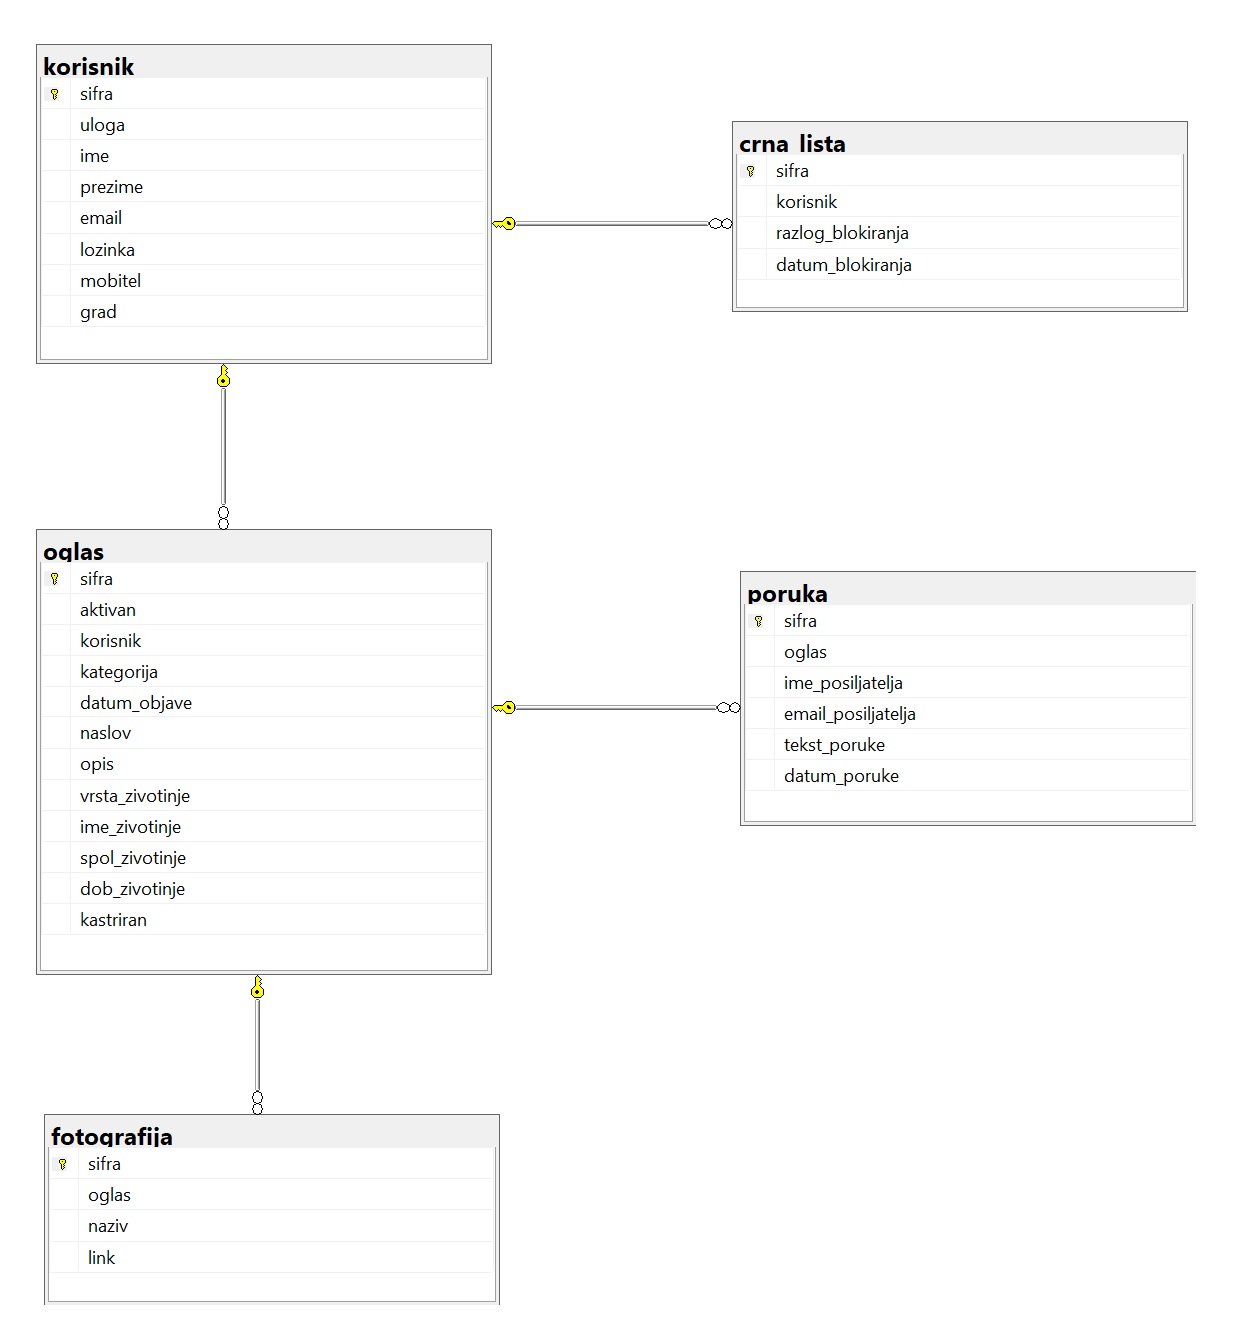 korisnik
sifra
uloga
ime
prezime
email
lozinka
mobitel
grad
crna_lista
sifra
korisnik
razlog_blokiranja
datum_blokiranja
oglas
sifra
aktivan
korisnik
kategorija
datum_objave
naslov
opis
vrsta_zivotinje
ime_zivotinje
spol_zivotinje
dob_zivotinje
kastriran
poruka
sifra
oglas
ime_posiljatelja
email_posiljatelja
tekst_poruke
datum_poruke
fotografija
sifra
oglas
naziv
link